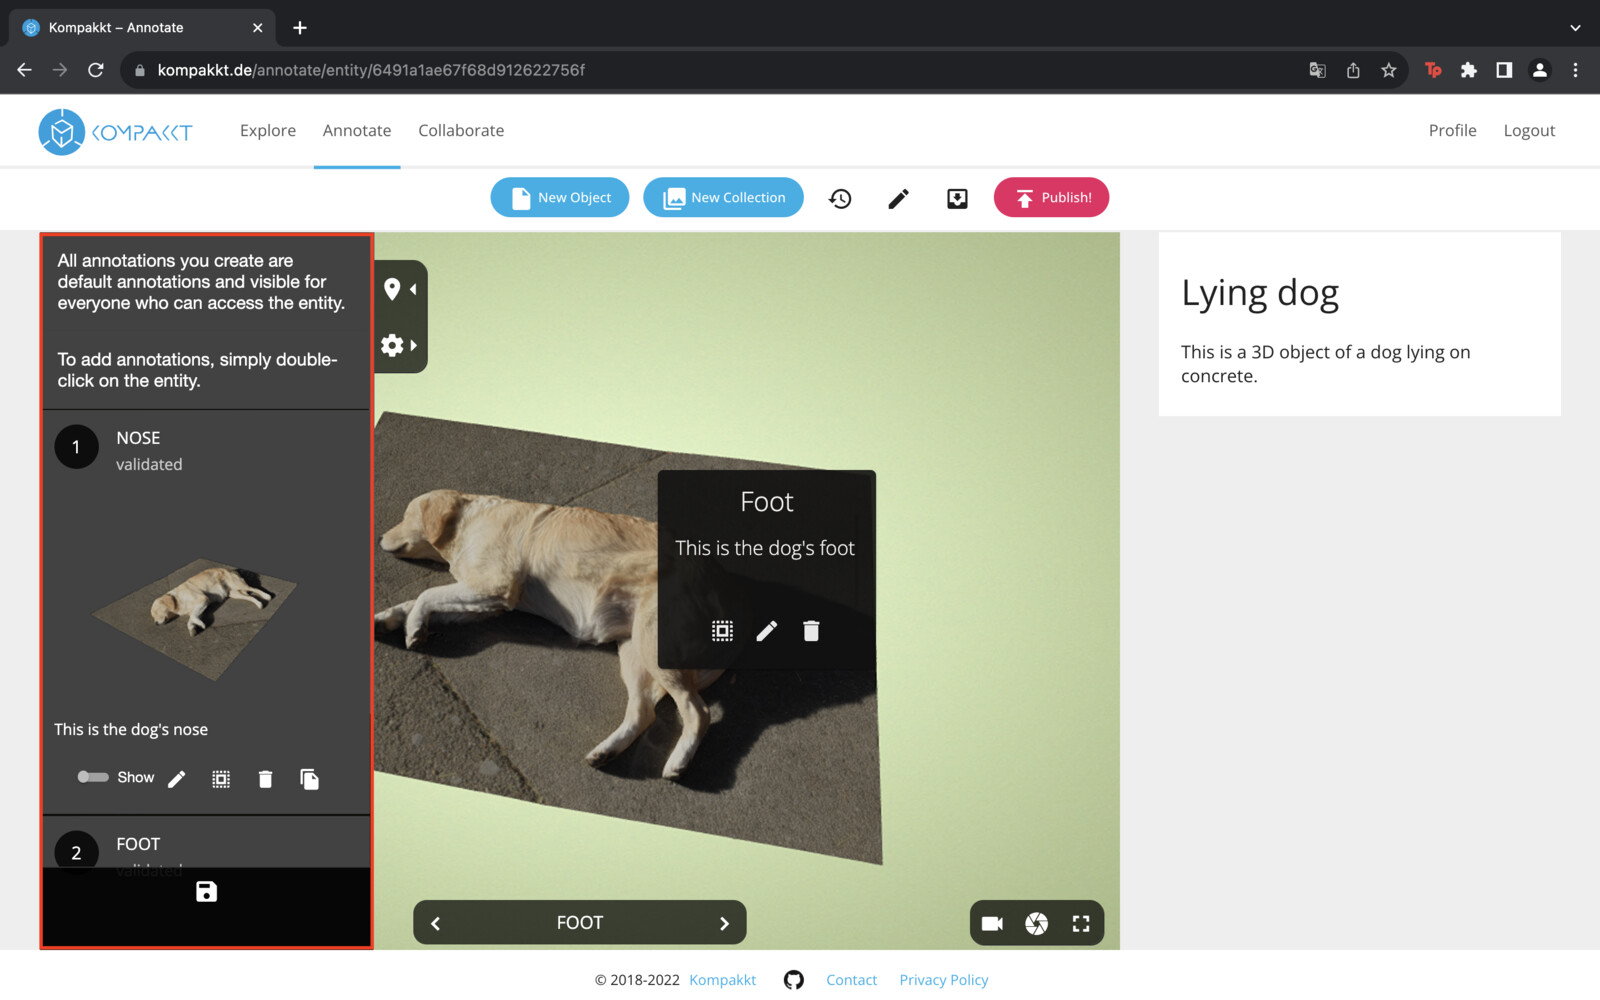 Kompakkt – Annotate
kompakkt.de/annotate/entity/6491a1ae67f68d912622756f
Tp
KOMPAKKT
Explore
Annotate
Collaborate
Profile
Logout
New Object
New Collection
Publish!
All annotations you create are
default annotations and visible for
everyone who can access the entity.
To add annotations, simply double-
click on the entity.
1
NOSE
validated
This is the dog's nose
Show
2
FOOT
validated
Foot
This is the dog's foot
FOOT
Lying dog
This is a 3D object of a dog lying on
concrete.
© 2018-2022 Kompakkt
Contact
Privacy Policy